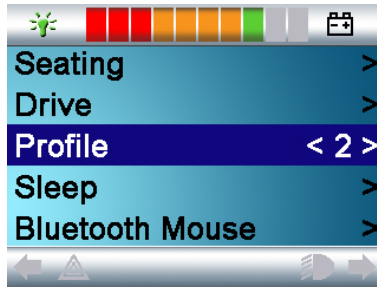 Seating >
Drive >
Profile < 2 >
Sleep >
Bluetooth Mouse >